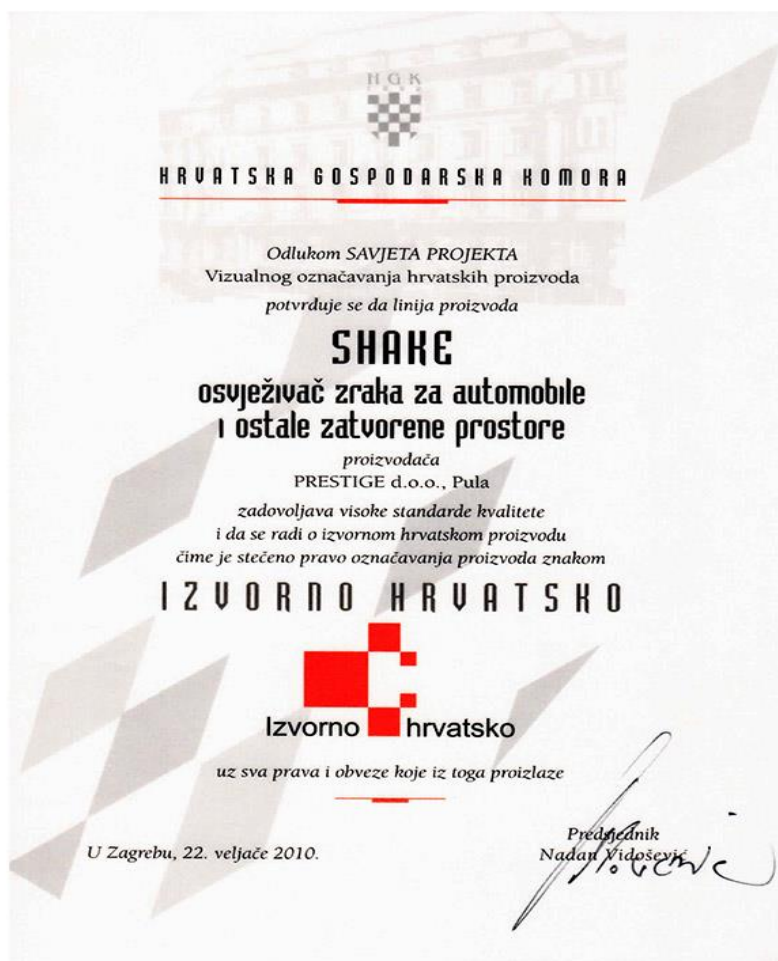 HGK
HRVATSKA GOSPODARSKA KOMORA
Odlukom SAVJETA PROJEKTA
Vizualnog označavanja hrvatskih proizvoda
potvrđuje se da linija proizvoda
SHAKE
osvježivač zraka za automobile
i ostale zatvorene prostore
proizvođača
PRESTIGE d.o.o., Pula
zadovoljava visoke standarde kvalitete
i da se radi o izvornom hrvatskom proizvodu
čime je stečeno pravo označavanja proizvoda znakom
IZVORNO HRVATSKO
Izvorno hrvatsko
uz sva prava i obveze koje iz toga proizlaze
U Zagrebu, 22. veljače 2010.
Predsjednik
Nadan Vidošević